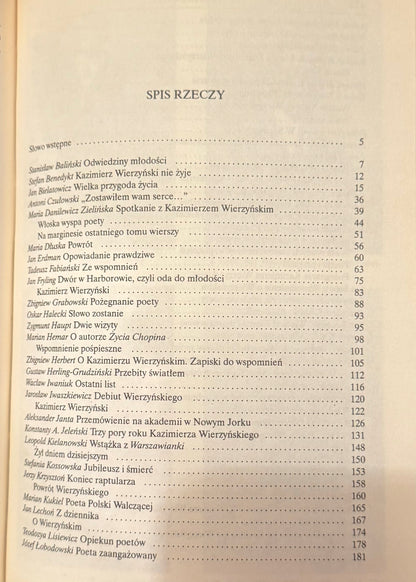 SPIS RZECZY
Słowo wstępne 5
Stanisław Baliński Odwiedziny młodości 7
Stefan Benedykt Kazimierz Wierzyński nie żyje 12
Jan Bielatowicz Wielka przygoda życia 15
Antoni Czułowski „Zostawiłem wam serce...” 36
Maria Danilewicz Zielińska Spotkanie z Kazimierzem Wierzyńskim 39
Włoska wyspa poety 44
Na marginesie ostatniego tomu wierszy 51
Maria Dłuska Powrót 56
Jan Erdman Opowiadanie prawdziwe 60
Tadeusz Fabiański Ze wspomnień 63
Jan Fryling Dwór w Harborowie, czyli oda do młodości 75
Kazimierz Wierzyński 83
Zbigniew Grabowski Pożegnanie poety 88
Oskar Halecki Słowo zostanie 93
Zygmunt Haupt Dwie wizyty 95
Marian Hemar O autorze Życia Chopina 98
Wspomnienie pośpieszne 101
Zbigniew Herbert O Kazimierzu Wierzyńskim. Zapiski do wspomnień 105
Gustaw Herling-Grudziński Przebity światłem 112
Wacław Iwaniuk Ostatni list 116
Jarosław Iwaszkiewicz Debiut Wierzyńskiego 120
Kazimierz Wierzyński 122
Aleksander Janta Przemówienie na akademii w Nowym Jorku 126
Konstanty A. Jeleński Trzy pory roku Kazimierza Wierzyńskiego 131
Leopold Kielanowski Wstążka z Warszawianki 148
Żył dniem dzisiejszym 150
Stefania Kossowska Jubileusz i śmierć 153
Jerzy Krzysztoń Koniec raptularza 158
Powrót Wierzyńskiego 160
Marian Kukiel Poeta Polski Walczącej 165
Jan Lechoń Z dziennika 167
O Wierzyńskim 174
Teodozja Lisiewicz Opiekun poetów 178
Józef Łobodowski Poeta zaangażowany 181